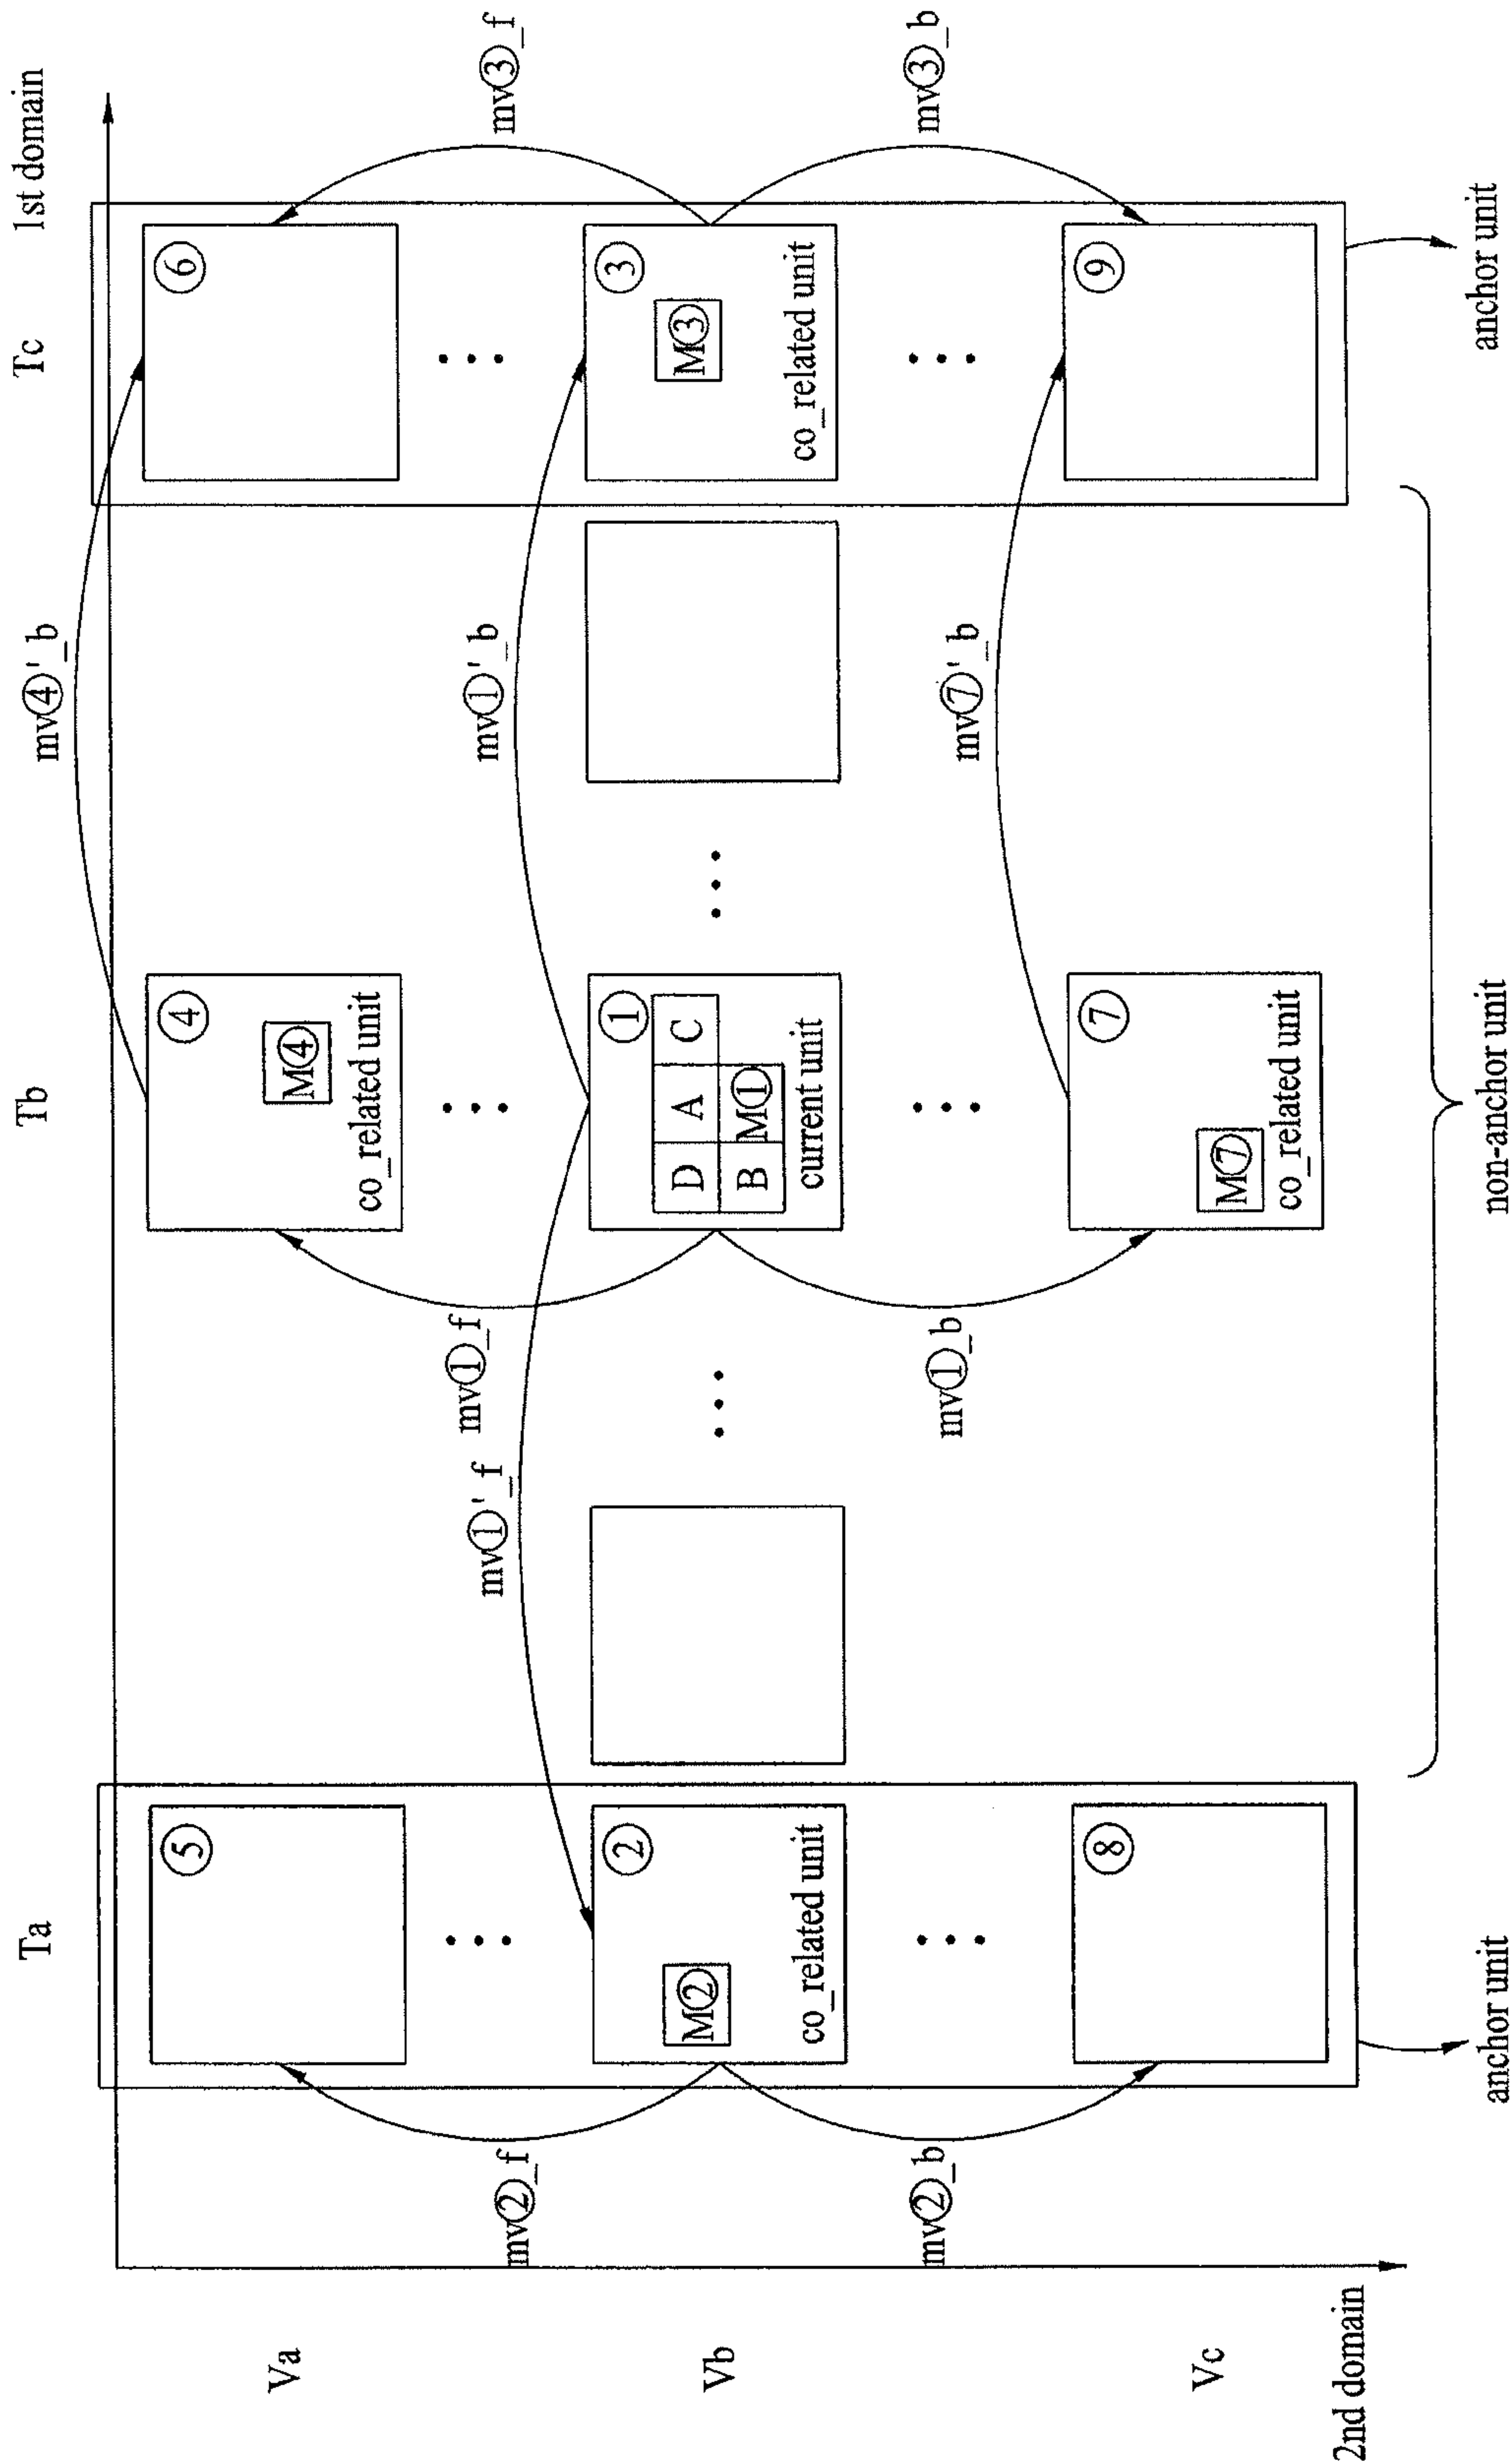 Ta
Tb
Tc
1st domain
mv④'_b
Va
⑤
④
⑥
M④
co_related unit
mv②_f
mv①'_f
mv①_f
mv①'_b
mv③_f
Vb
②
M②
co_related unit
①
D A C
B M①
current unit
③
M③
co_related unit
mv②_b
mv①_b
mv⑦'_b
mv③_b
Vc
⑧
⑦
M⑦
co_related unit
⑨
2nd domain
anchor unit
non-anchor unit
anchor unit